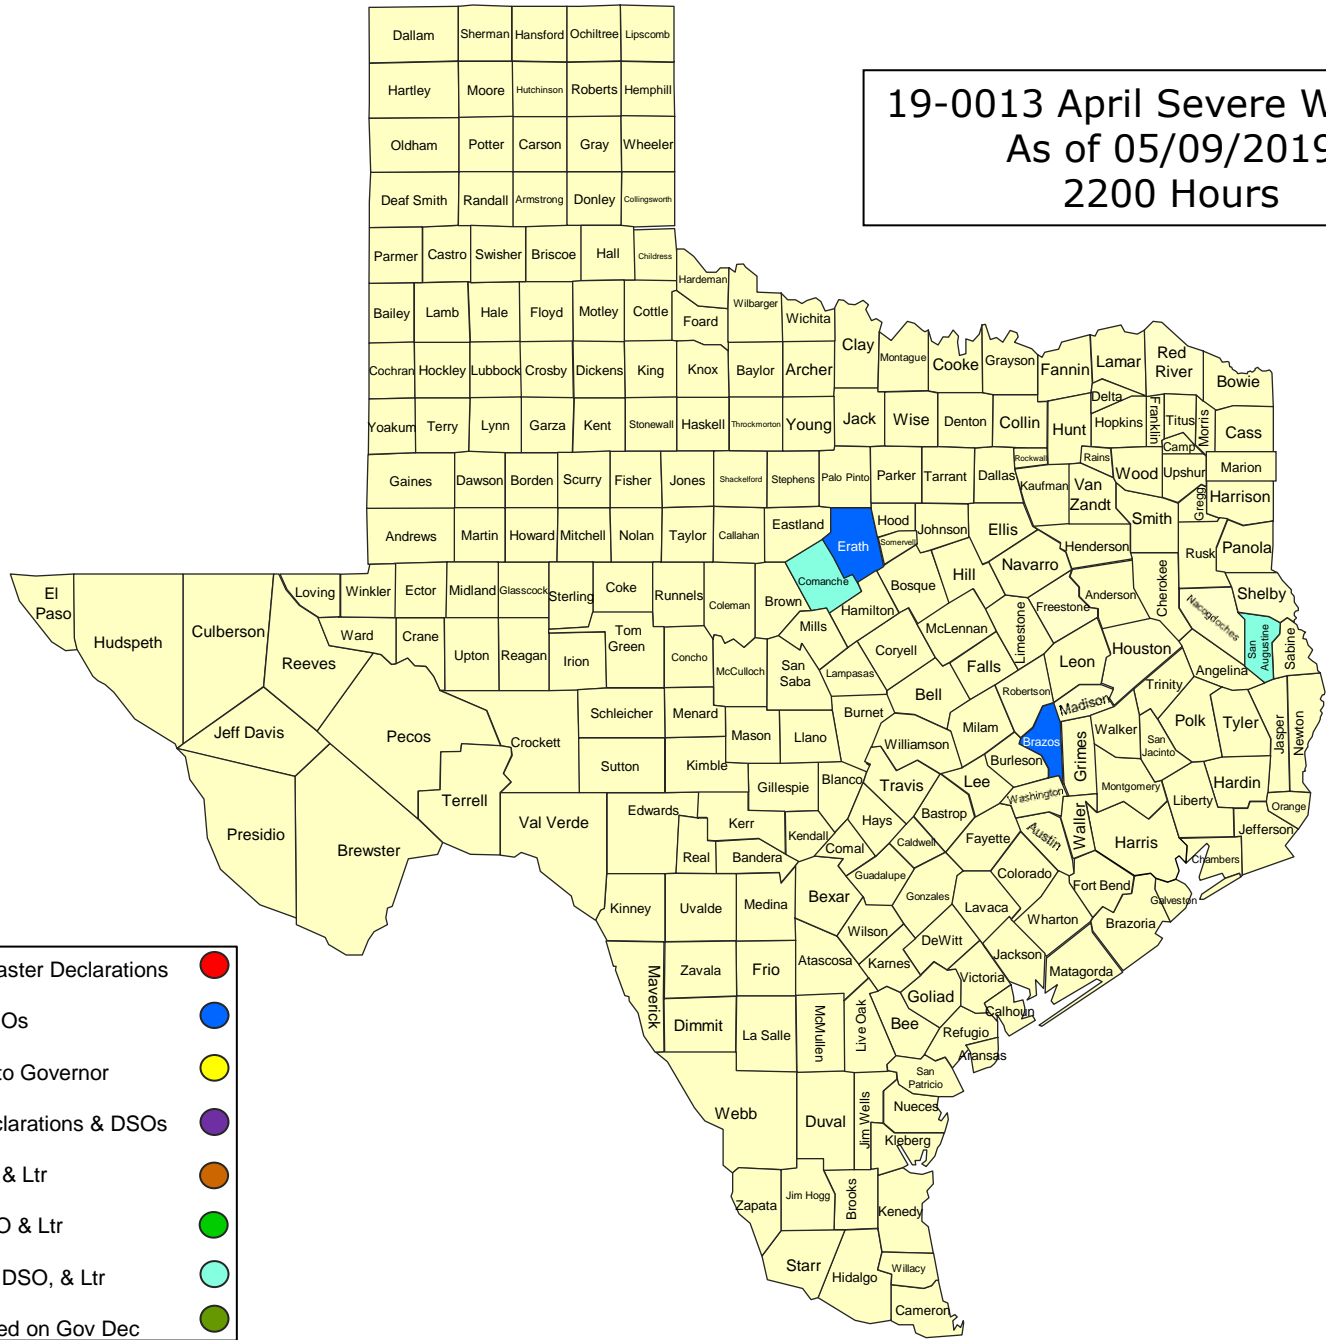 Dallam Sherman Hansford Ochiltree Lipscomb
Hartley Moore Hutchinson Roberts Hemphill
19-0013 April Severe W
As of 05/09/2019
2200 Hours
Oldham Potter Carson Gray Wheeler
Deaf Smith Randall Armstrong Donley Collingsworth
Parmer Castro Swisher Briscoe Hall Childress
Hardeman
Bailey Lamb Hale Floyd Motley Cottle Foard Wilbarger Wichita
Clay Montague Cooke Grayson Fannin Lamar Red
River
Bowie
Cochran Hockley Lubbock Crosby Dickens King Knox Baylor Archer
Delta
Yoakum Terry Lynn Garza Kent Stonewall Haskell Throckmorton Young Jack Wise Denton Collin Hunt Hopkins Franklin Titus Morris Cass
Camp
Gaines Dawson Borden Scurry Fisher Jones Shackelford Stephens Palo Pinto Parker Tarrant Dallas Rockwall Kaufman Rains Van
Zandt
Wood Upshur Gregg Marion
Harrison
Andrews Martin Howard Mitchell Nolan Taylor Callahan Eastland Erath Hood Somervell Johnson Ellis Henderson Smith Rusk Panola
El
Paso
Hudspeth Culberson Reeves Loving Winkler Ector Midland Glasscock Sterling Coke Runnels Coleman Brown Comanche Hamilton Bosque Hill Navarro Freestone Anderson Cherokee Nacogdoches Shelby
Ward Crane Upton Reagan Irion Tom
Green
Concho McCulloch San
Saba
Mills Lampasas Coryell McLennan Limestone Falls Leon Houston Angelina San
Augustine
Sabine
Jeff Davis Pecos Crockett Schleicher Menard Mason Llano Burnet Bell Milam Robertson Madison Trinity
Walker San
Jacinto
Polk Tyler Jasper Newton
Sutton Kimble Gillespie Blanco Williamson Travis Lee Burleson Brazos Grimes Washington Montgomery Liberty Hardin Orange
Presidio Brewster Terrell Val Verde Edwards Kerr Kendall Hays Bastrop Caldwell Fayette Austin Waller Harris Jefferson
Chambers
Real Bandera Comal Guadalupe Gonzales Colorado Fort Bend Galveston
Kinney Uvalde Medina Bexar Wilson Lavaca Wharton Brazoria
Maverick Zavala Frio Atascosa Karnes DeWitt Jackson Matagorda
Dimmit La Salle McMullen Live Oak Bee Goliad Victoria Calhoun
Refugio
Aransas
San
Patricio
Webb Duval Jim Wells Nueces
Kleberg
Zapata Jim Hogg Brooks Kenedy
Starr Hidalgo Willacy
Cameron
aster Declarations
Os
to Governor
clarations & DSOs
& Ltr
O & Ltr
DSO, & Ltr
ed on Gov Dec